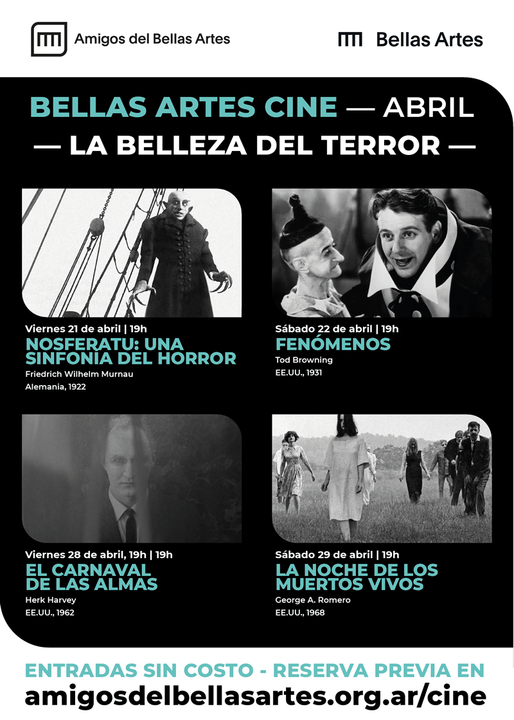 Amigos del Bellas Artes
Bellas Artes
BELLAS ARTES CINE — ABRIL
— LA BELLEZA DEL TERROR —
Viernes 21 de abril | 19h
NOSFERATU: UNA
SINFONÍA DEL HORROR
Friedrich Wilhelm Murnau
Alemania, 1922
Sábado 22 de abril | 19h
FENÓMENOS
Tod Browning
EE.UU., 1931
Viernes 28 de abril, 19h | 19h
EL CARNAVAL
DE LAS ALMAS
Herk Harvey
EE.UU., 1962
Sábado 29 de abril | 19h
LA NOCHE DE LOS
MUERTOS VIVOS
George A. Romero
EE.UU., 1968
ENTRADAS SIN COSTO - RESERVA PREVIA EN
amigosdelbellasartes.org.ar/cine